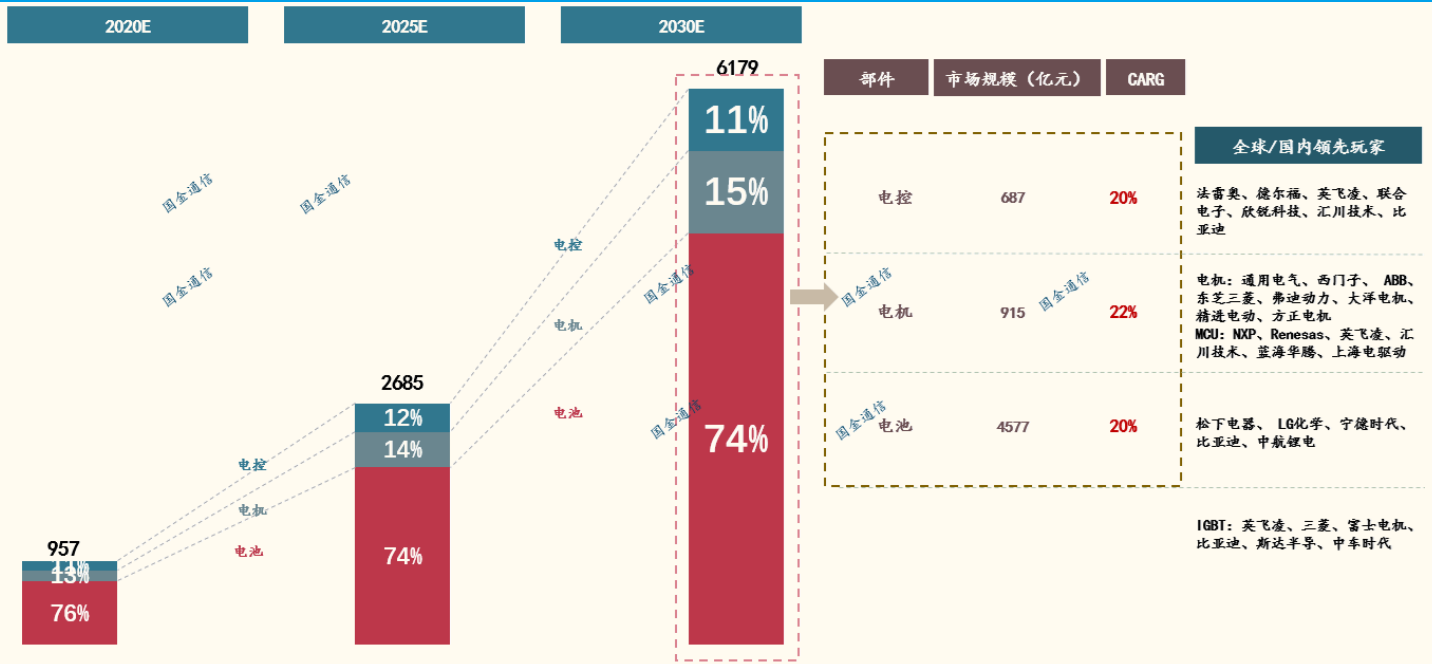 2020E
2025E
2030E
957
11%
13%
76%
电控
电机
电池
2685
12%
14%
74%
电控
电机
电池
6179
11%
15%
74%
部件
市场规模（亿元）
CARG
全球/国内领先玩家
电控
687
20%
法雷奥、德尔福、英飞凌、联合
电子、欣锐科技、汇川技术、比
亚迪
电机
915
22%
电机：通用电气、西门子、 ABB、
东芝三菱、弗迪动力、大洋电机、
精进电动、方正电机
MCU：NXP、Renesas、英飞凌、汇
川技术、蓝海华腾、上海电驱动
电池
4577
20%
松下电器、 LG化学、宁德时代、
比亚迪、中航锂电
IGBT：英飞凌、三菱、富士电机、
比亚迪、斯达半导、中车时代
国金通信
国金通信
国金通信
国金通信
国金通信
国金通信
国金通信
国金通信